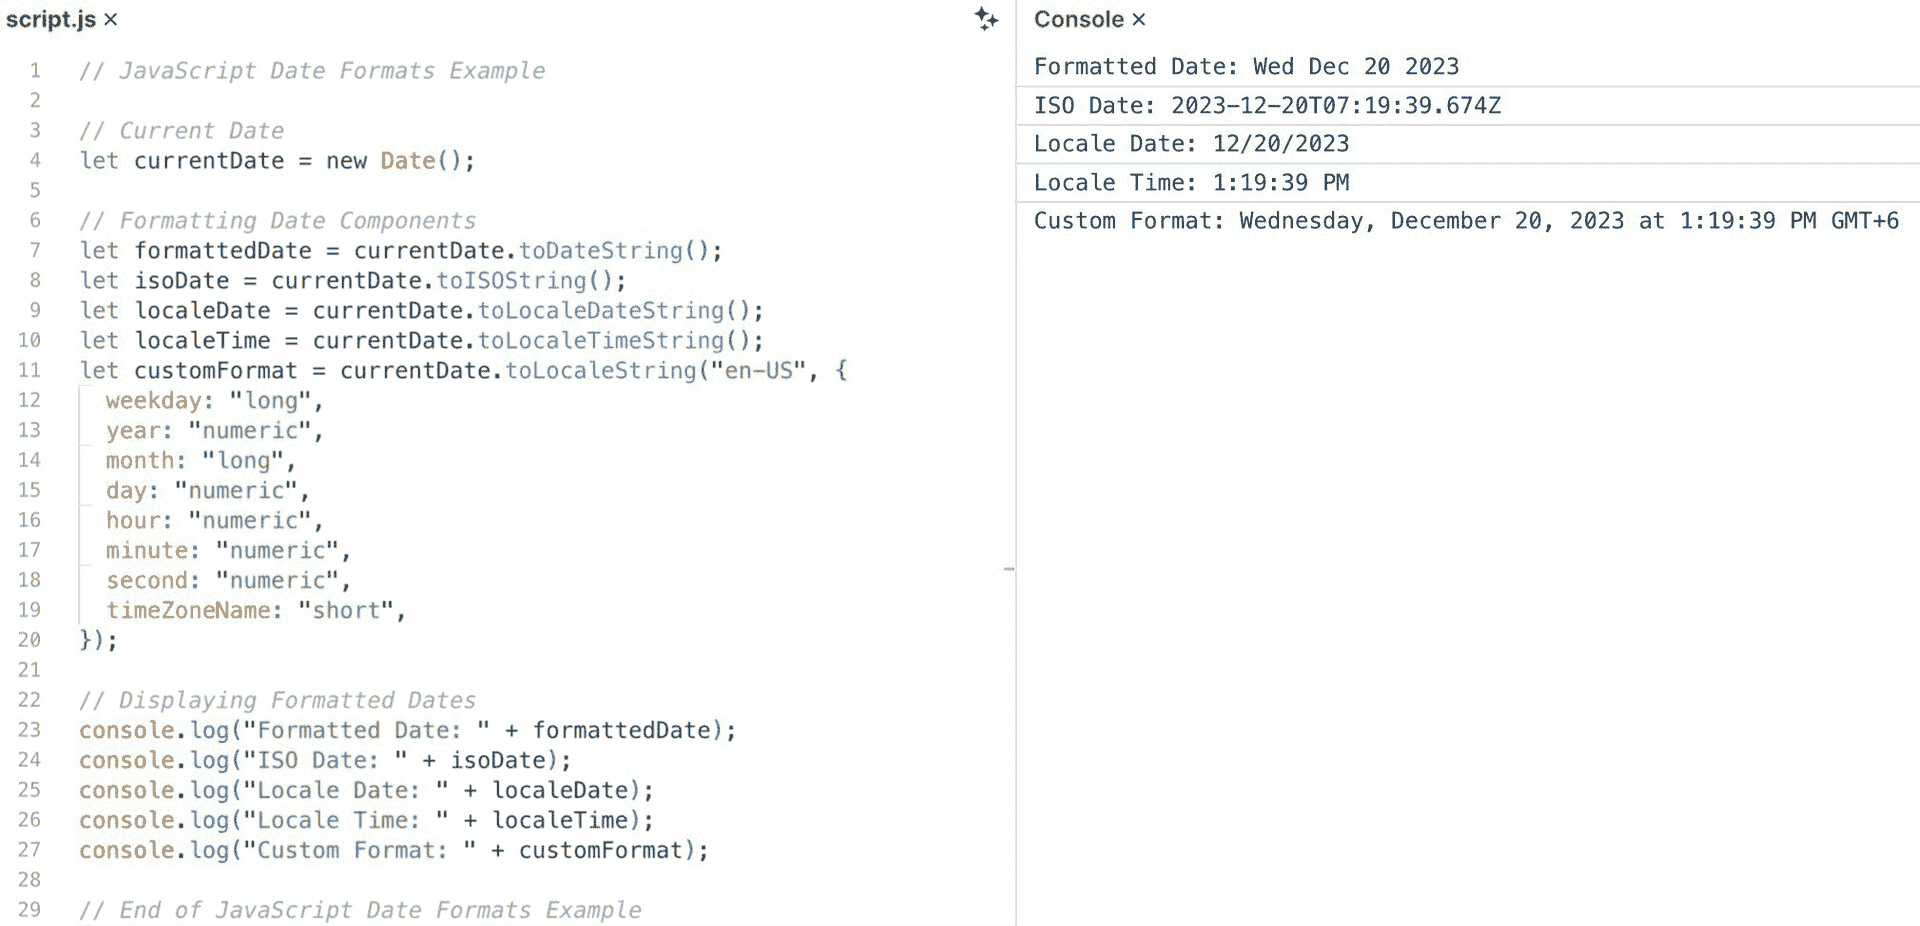 script.js ×
1 // JavaScript Date Formats Example
2
3 // Current Date
4 let currentDate = new Date();
5
6 // Formatting Date Components
7 let formattedDate = currentDate.toDateString();
8 let isoDate = currentDate.toISOString();
9 let localeDate = currentDate.toLocaleDateString();
10 let localeTime = currentDate.toLocaleTimeString();
11 let customFormat = currentDate.toLocaleString("en-US", {
12   weekday: "long",
13   year: "numeric",
14   month: "long",
15   day: "numeric",
16   hour: "numeric",
17   minute: "numeric",
18   second: "numeric",
19   timeZoneName: "short",
20 });
21
22 // Displaying Formatted Dates
23 console.log("Formatted Date: " + formattedDate);
24 console.log("ISO Date: " + isoDate);
25 console.log("Locale Date: " + localeDate);
26 console.log("Locale Time: " + localeTime);
27 console.log("Custom Format: " + customFormat);
28
29 // End of JavaScript Date Formats Example
Console ×
Formatted Date: Wed Dec 20 2023
ISO Date: 2023-12-20T07:19:39.674Z
Locale Date: 12/20/2023
Locale Time: 1:19:39 PM
Custom Format: Wednesday, December 20, 2023 at 1:19:39 PM GMT+6